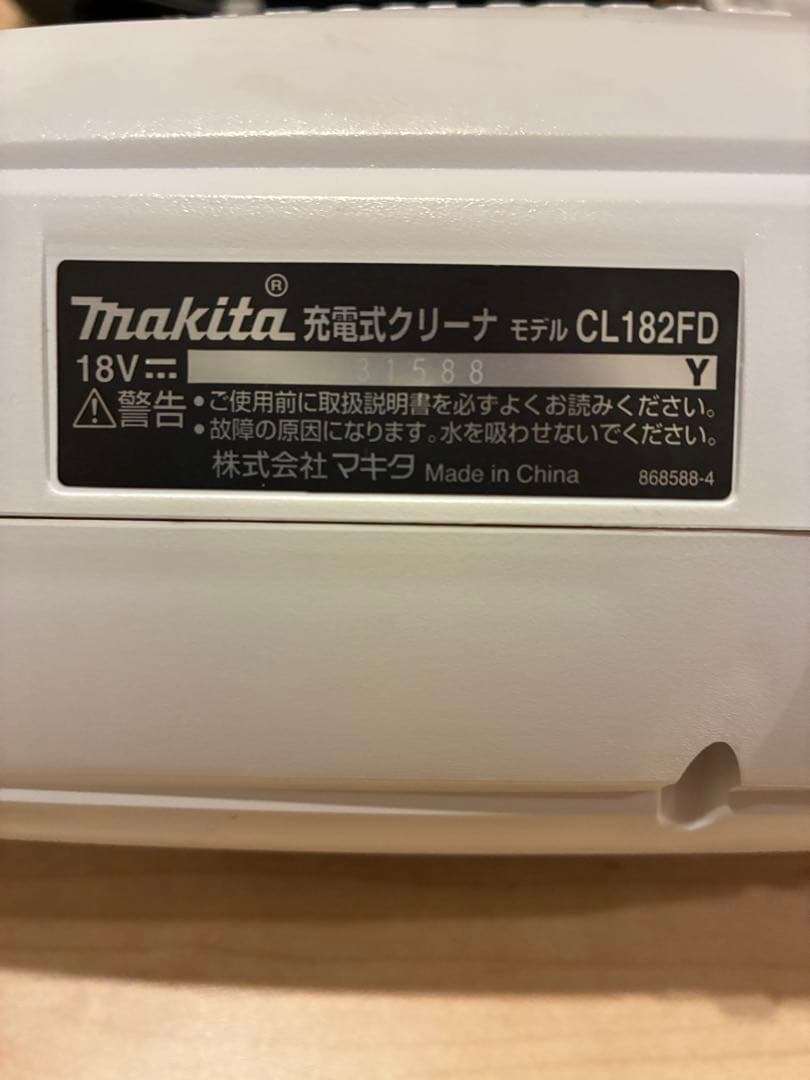 makita® 充電式クリーナ モデル CL182FD
18V⎓ 31588 Y
⚠警告 •ご使用前に取扱説明書を必ずよくお読みください。
•故障の原因になります。水を吸わせないでください。
株式会社 マキタ Made in China 868588-4